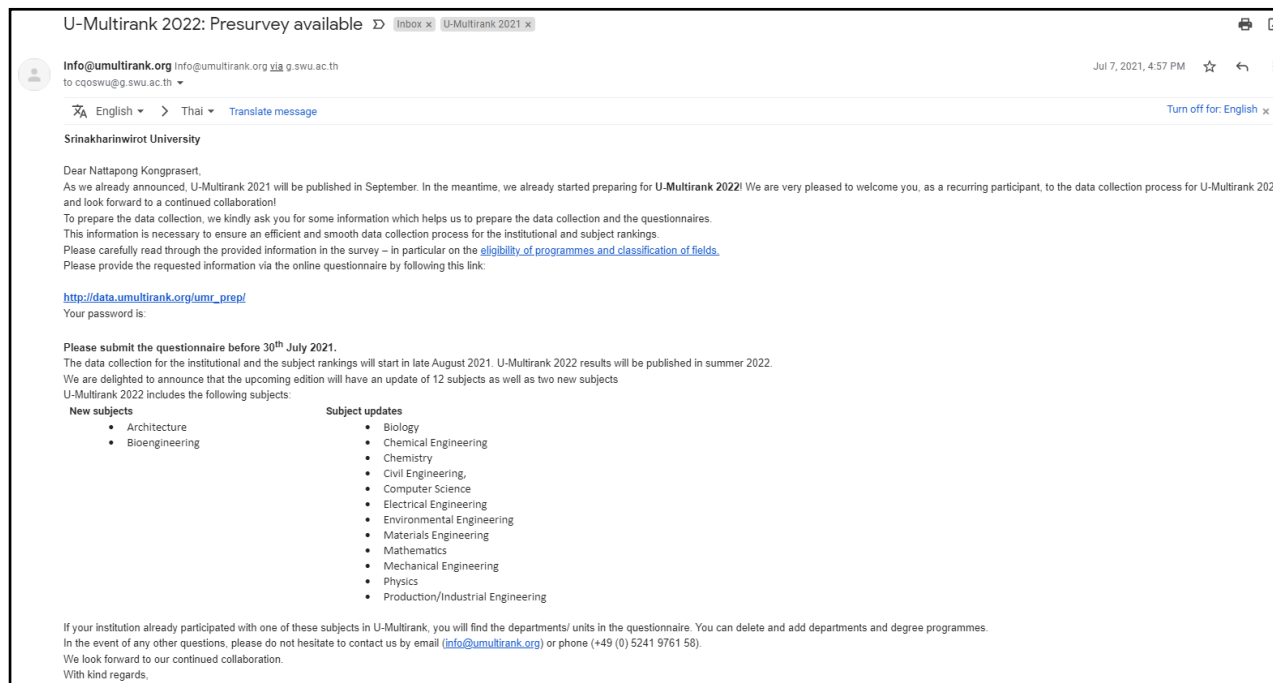 U-Multirank 2022: Presurvey available Inbox x U-Multirank 2021 x
Info@umultirank.org Info@umultirank.org via g.swu.ac.th Jul 7, 2021, 4:57 PM
to cqoswu@g.swu.ac.th
English > Thai Translate message Turn off for: English x
Srinakharinwirot University
Dear Nattapong Kongprasert,
As we already announced, U-Multirank 2021 will be published in September. In the meantime, we already started preparing for U-Multirank 2022! We are very pleased to welcome you, as a recurring participant, to the data collection process for U-Multirank 202
and look forward to a continued collaboration!
To prepare the data collection, we kindly ask you for some information which helps us to prepare the data collection and the questionnaires.
This information is necessary to ensure an efficient and smooth data collection process for the institutional and subject rankings.
Please carefully read through the provided information in the survey – in particular on the eligibility of programmes and classification of fields.
Please provide the requested information via the online questionnaire by following this link:
http://data.umultirank.org/umr_prep/
Your password is:
Please submit the questionnaire before 30th July 2021.
The data collection for the institutional and the subject rankings will start in late August 2021. U-Multirank 2022 results will be published in summer 2022.
We are delighted to announce that the upcoming edition will have an update of 12 subjects as well as two new subjects
U-Multirank 2022 includes the following subjects:
New subjects
• Architecture
• Bioengineering
Subject updates
• Biology
• Chemical Engineering
• Chemistry
• Civil Engineering,
• Computer Science
• Electrical Engineering
• Environmental Engineering
• Materials Engineering
• Mathematics
• Mechanical Engineering
• Physics
• Production/Industrial Engineering
If your institution already participated with one of these subjects in U-Multirank, you will find the departments/ units in the questionnaire. You can delete and add departments and degree programmes.
In the event of any other questions, please do not hesitate to contact us by email (info@umultirank.org) or phone (+49 (0) 5241 9761 58).
We look forward to our continued collaboration.
With kind regards,